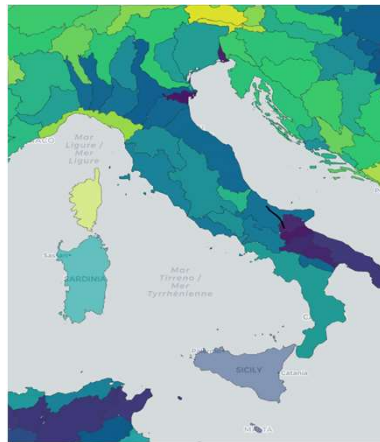 Mar
Ligure /
Mer
Ligure
SARDINIA
Mar
Tirreno /
Mer
Tyrrhénienne
SICILY
Catania